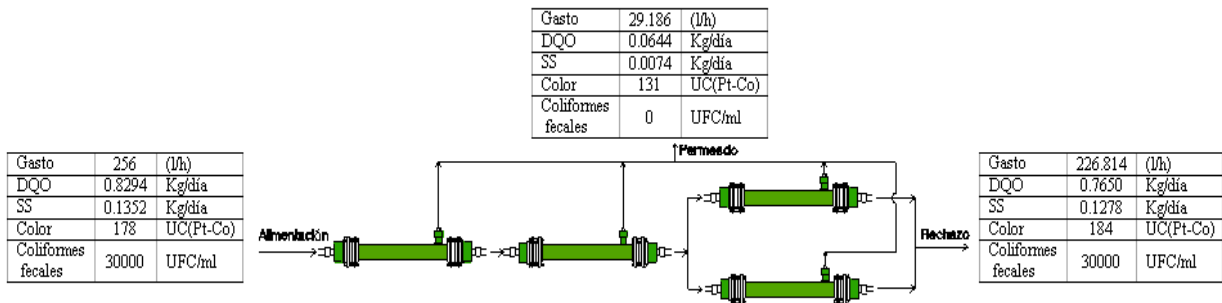 Gasto 29.186 (l/h)
DQO 0.0644 Kg/día
SS 0.0074 Kg/día
Color 131 UC(Pt-Co)
Coliformes fecales 0 UFC/ml
Permeado
Gasto 256 (l/h)
DQO 0.8294 Kg/día
SS 0.1352 Kg/día
Color 178 UC(Pt-Co)
Coliformes fecales 30000 UFC/ml
Alimentación
Rechazo
Gasto 226.814 (l/h)
DQO 0.7650 Kg/día
SS 0.1278 Kg/día
Color 184 UC(Pt-Co)
Coliformes fecales 30000 UFC/ml